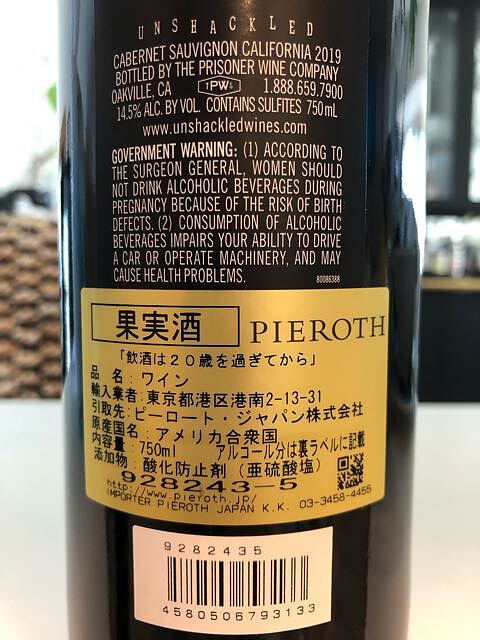 UNSHACKLED
CABERNET SAUVIGNON CALIFORNIA 2019
BOTTLED BY THE PRISONER WINE COMPANY
OAKVILLE, CA TPWC 1.888.659.7900
14.5% ALC. BY VOL. CONTAINS SULFITES 750mL
www.unshackledwines.com
GOVERNMENT WARNING: (1) ACCORDING TO
THE SURGEON GENERAL, WOMEN SHOULD
NOT DRINK ALCOHOLIC BEVERAGES DURING
PREGNANCY BECAUSE OF THE RISK OF BIRTH
DEFECTS. (2) CONSUMPTION OF ALCOHOLIC
BEVERAGES IMPAIRS YOUR ABILITY TO DRIVE
A CAR OR OPERATE MACHINERY, AND MAY
CAUSE HEALTH PROBLEMS. 80086388
果実酒 PIEROTH
「飲酒は20歳を過ぎてから」
品 名:ワイン
輸入業者:東京都港区港南2-13-31
引取先:ピーロート・ジャパン株式会社
原産国名:アメリカ合衆国
内容量:750ml アルコール分は裏ラベルに記載
添加物:酸化防止剤(亜硫酸塩)
928243-5
http://www.pieroth.jp/
IMPORTER PIEROTH JAPAN K.K. 03-3458-4455
9282435
4580506793133